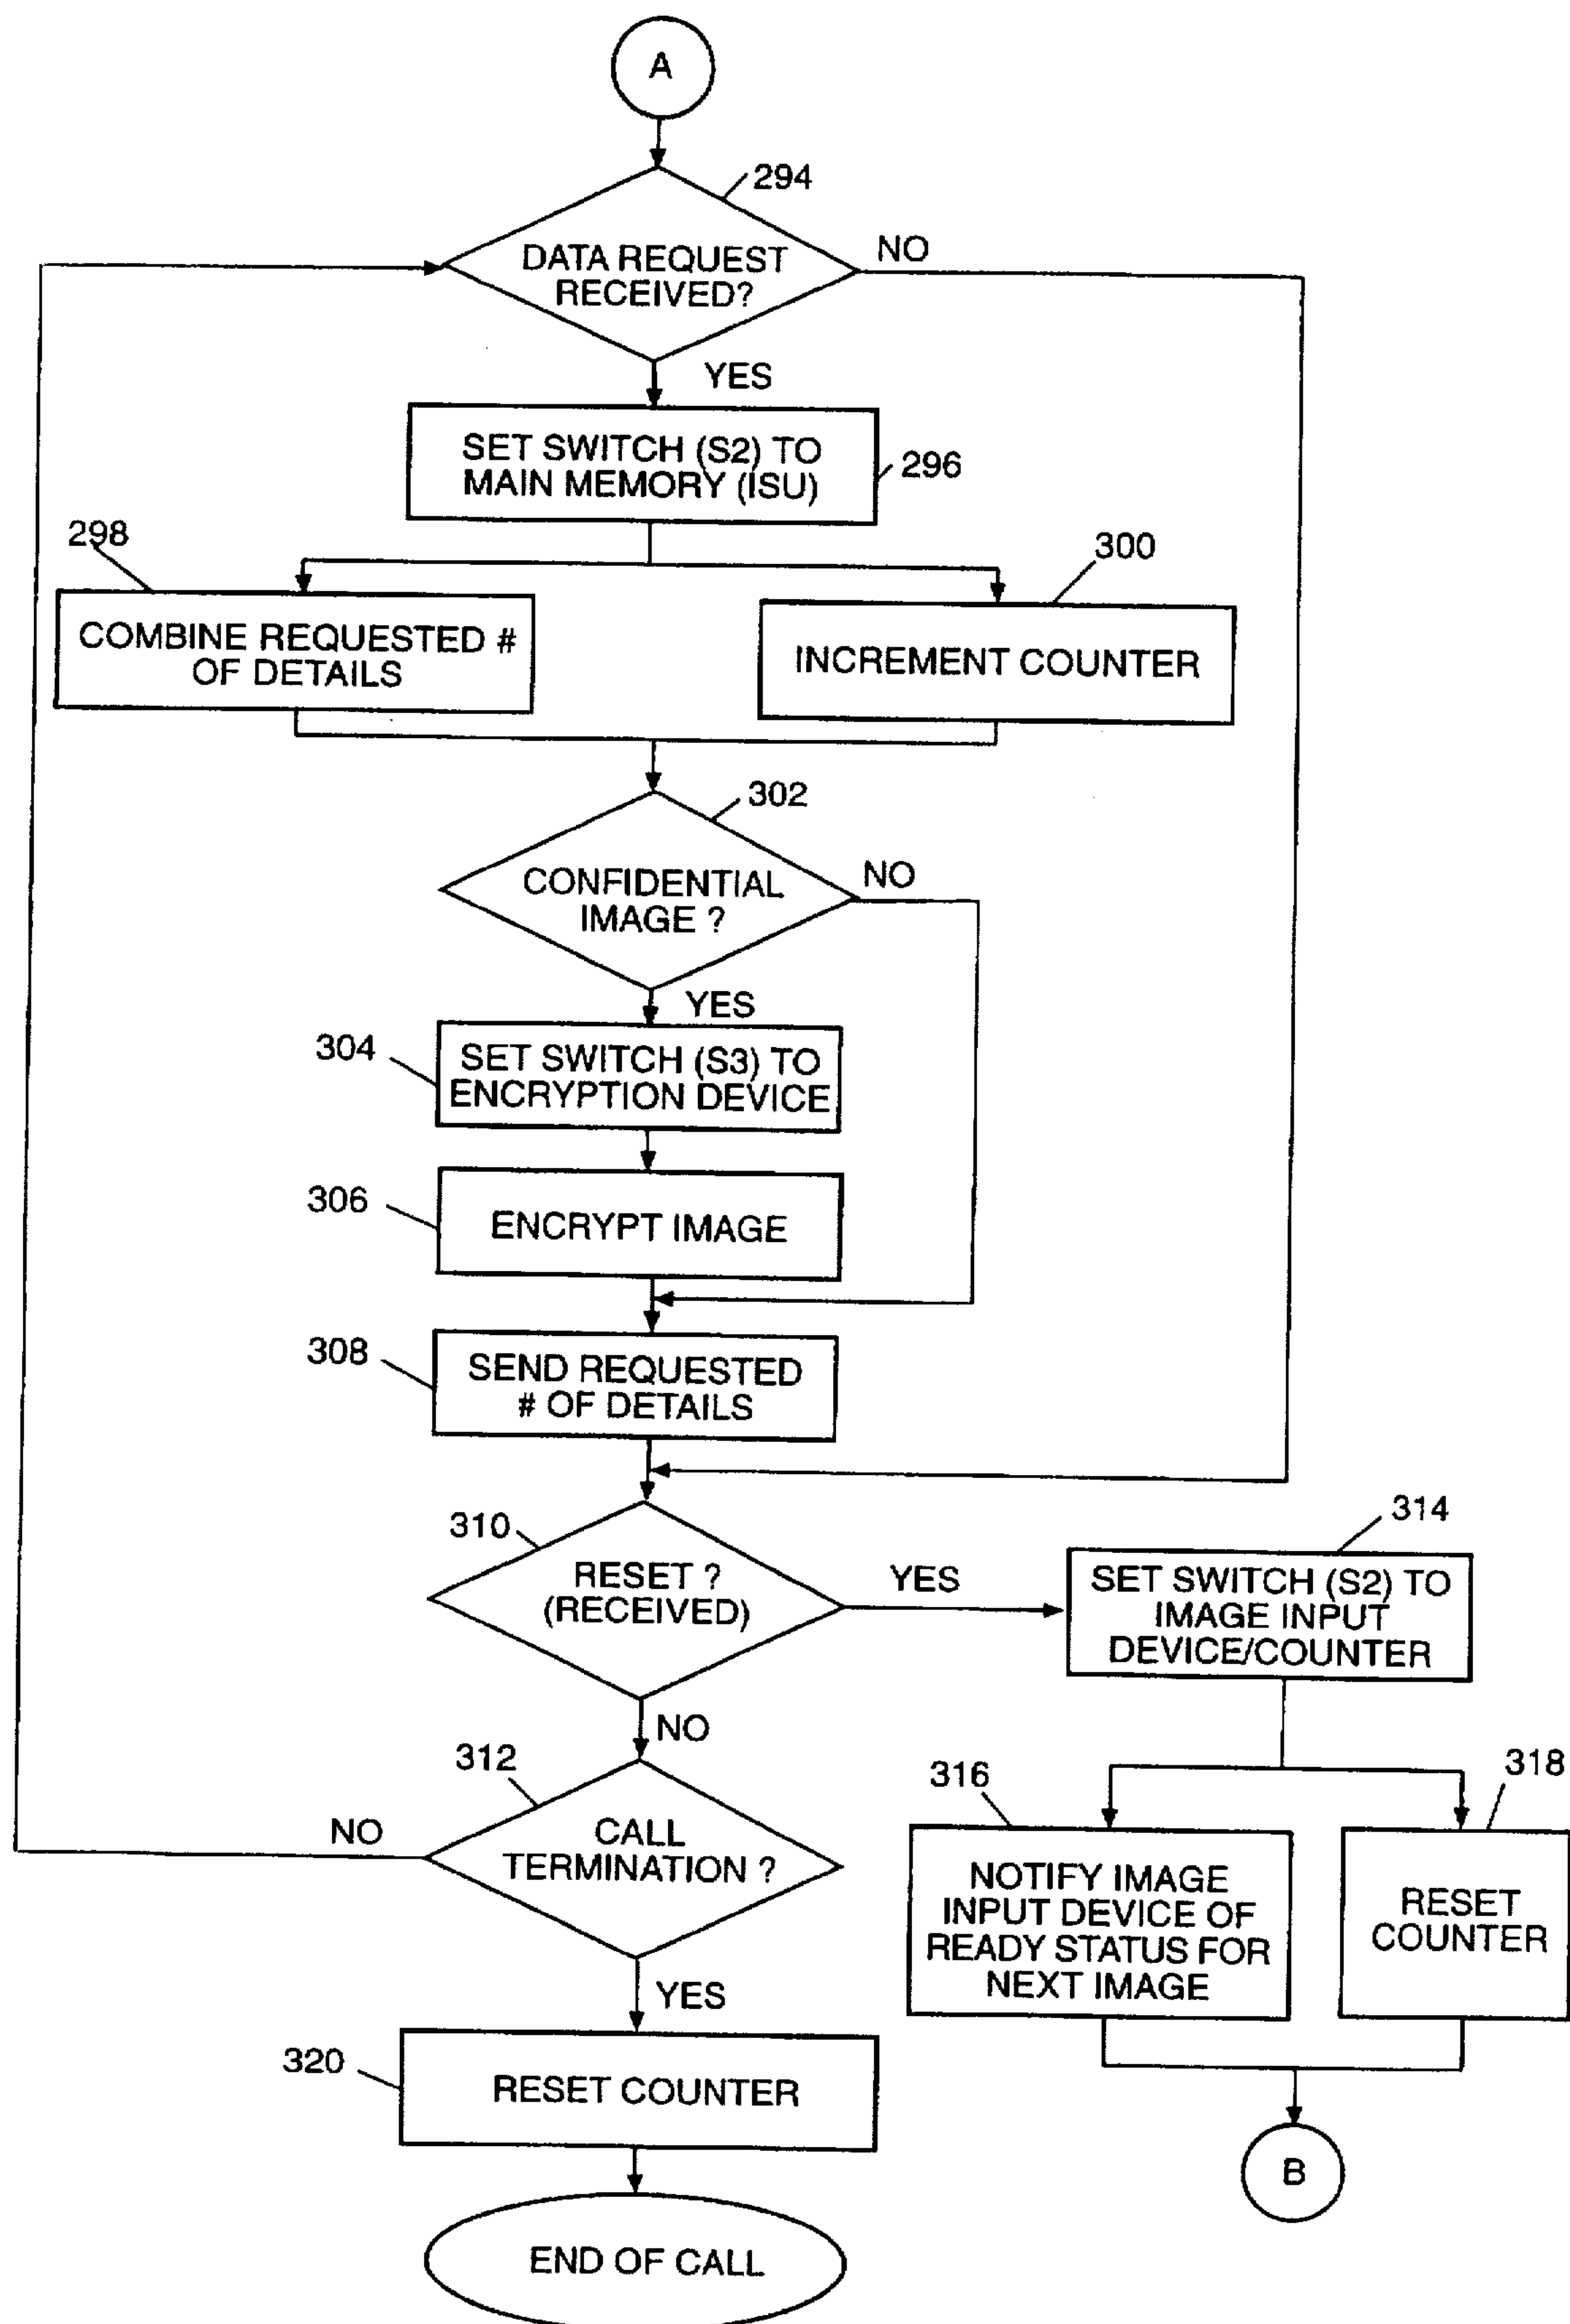 A
294
DATA REQUEST
RECEIVED?
NO
YES
SET SWITCH (S2) TO
MAIN MEMORY (ISU)
296
298
300
COMBINE REQUESTED #
OF DETAILS
INCREMENT COUNTER
302
CONFIDENTIAL
IMAGE ?
NO
YES
304
SET SWITCH (S3) TO
ENCRYPTION DEVICE
306
ENCRYPT IMAGE
308
SEND REQUESTED
# OF DETAILS
310
RESET ?
(RECEIVED)
YES
314
SET SWITCH (S2) TO
IMAGE INPUT
DEVICE/COUNTER
NO
312
CALL
TERMINATION ?
NO
316
318
NOTIFY IMAGE
INPUT DEVICE OF
READY STATUS FOR
NEXT IMAGE
RESET
COUNTER
YES
320
RESET COUNTER
B
END OF CALL